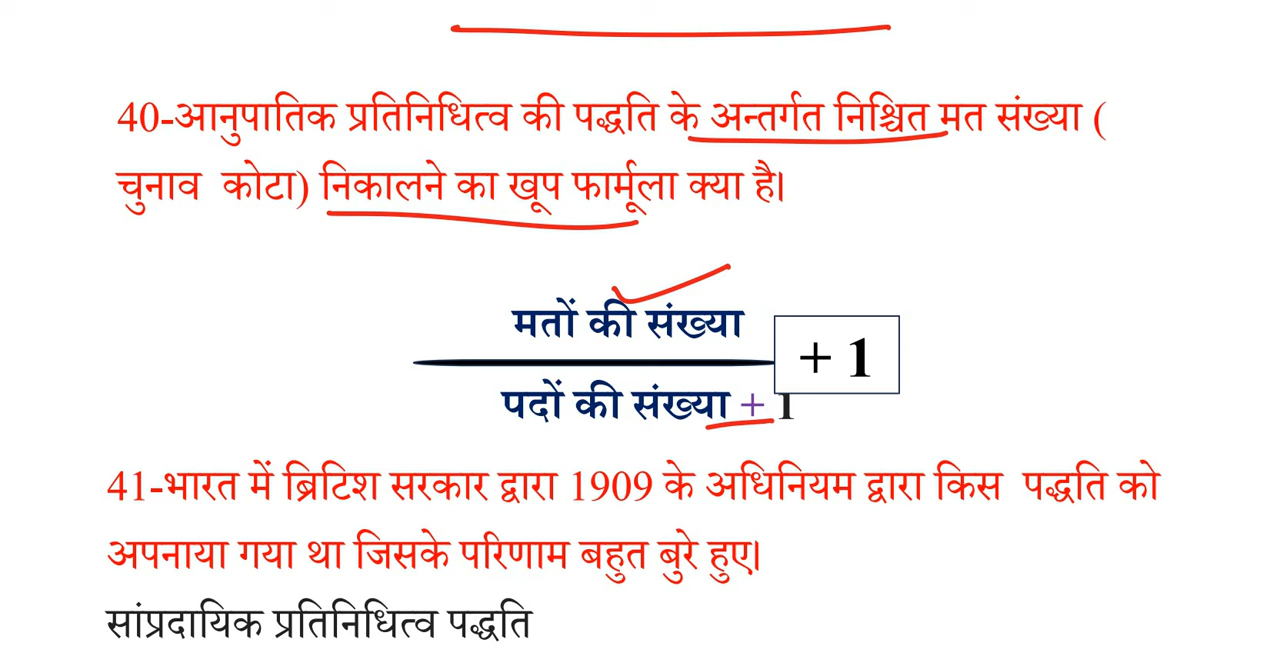 40-आनुपातिक प्रतिनिधित्व की पद्धति के अन्तर्गत निश्चित मत संख्या (
चुनाव कोटा) निकालने का खूप फार्मूला क्या है।
मतों की संख्या
+ 1
पदों की संख्या + 1
41-भारत में ब्रिटिश सरकार द्वारा 1909 के अधिनियम द्वारा किस पद्धति को
अपनाया गया था जिसके परिणाम बहुत बुरे हुए।
सांप्रदायिक प्रतिनिधित्व पद्धति